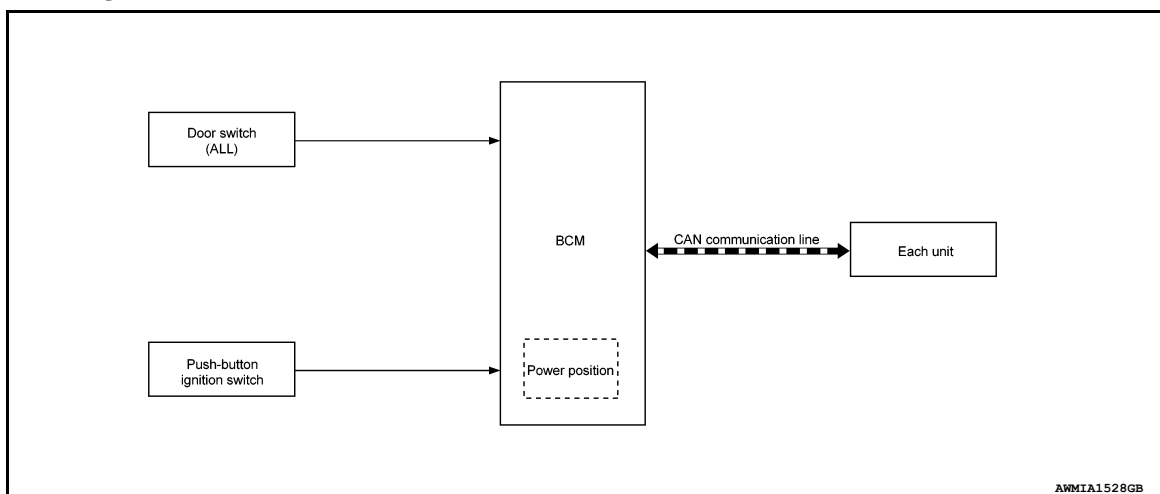 Door switch
(ALL)
BCM
CAN communication line
Each unit
Push-button
ignition switch
Power position
AWMIA1528GB